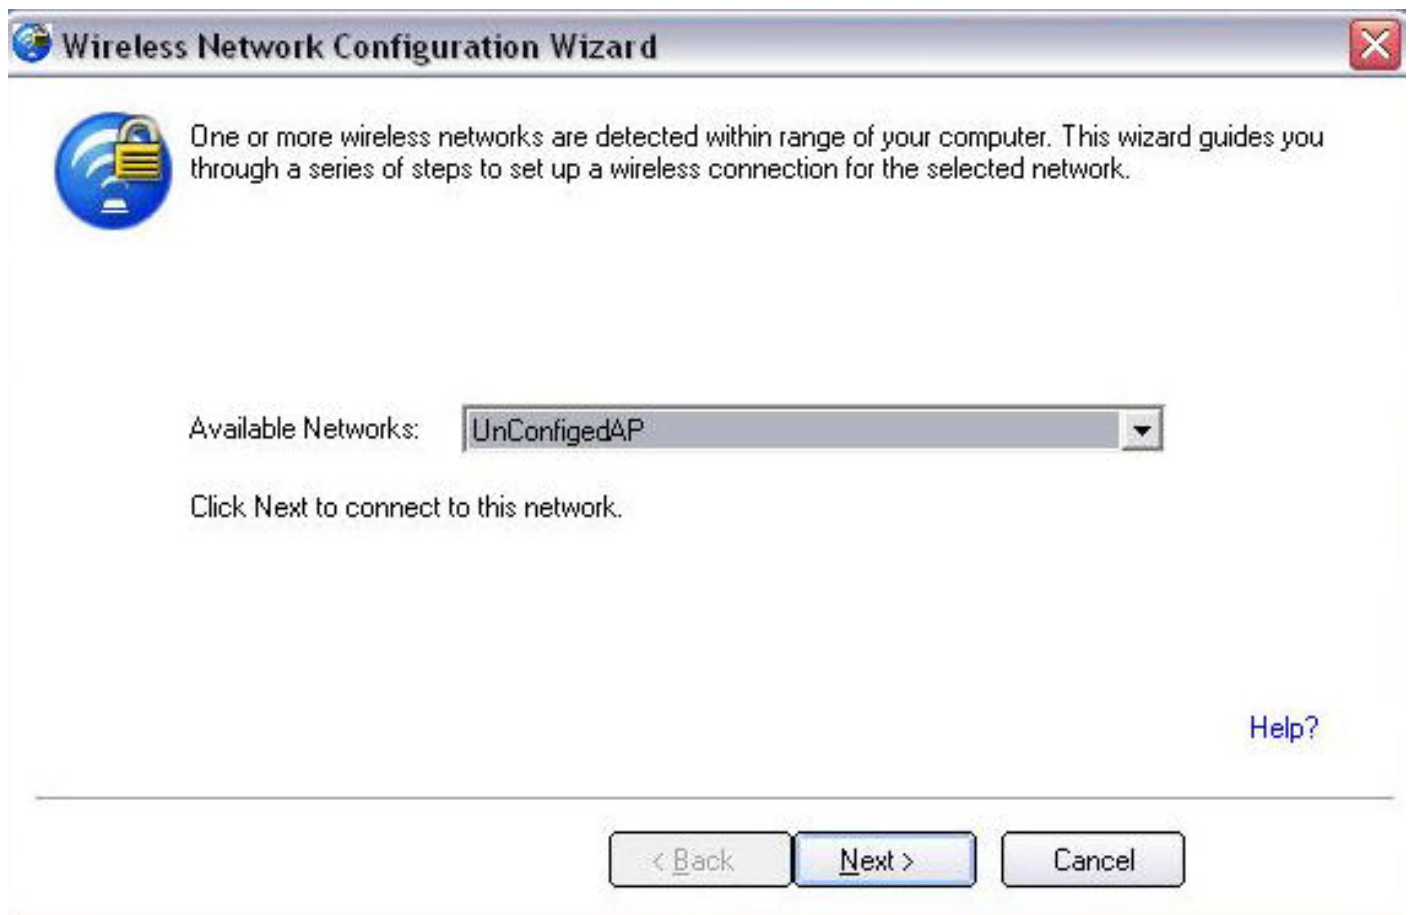 Wireless Network Configuration Wizard
One or more wireless networks are detected within range of your computer. This wizard guides you
through a series of steps to set up a wireless connection for the selected network.
Available Networks: UnConfigedAP
Click Next to connect to this network.
Help?
< Back Next > Cancel